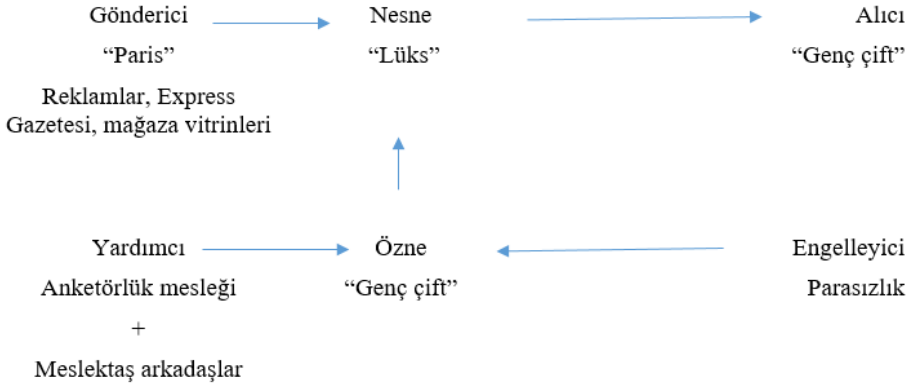 Gönderici
Nesne
Alıcı
“Paris”
“Lüks”
“Genç çift”
Reklamlar, Express
Gazetesi, mağaza vitrinleri
Yardımcı
Özne
Engelleyici
Anketörlük mesleği
“Genç çift”
Parasızlık
+
Meslektaş arkadaşlar